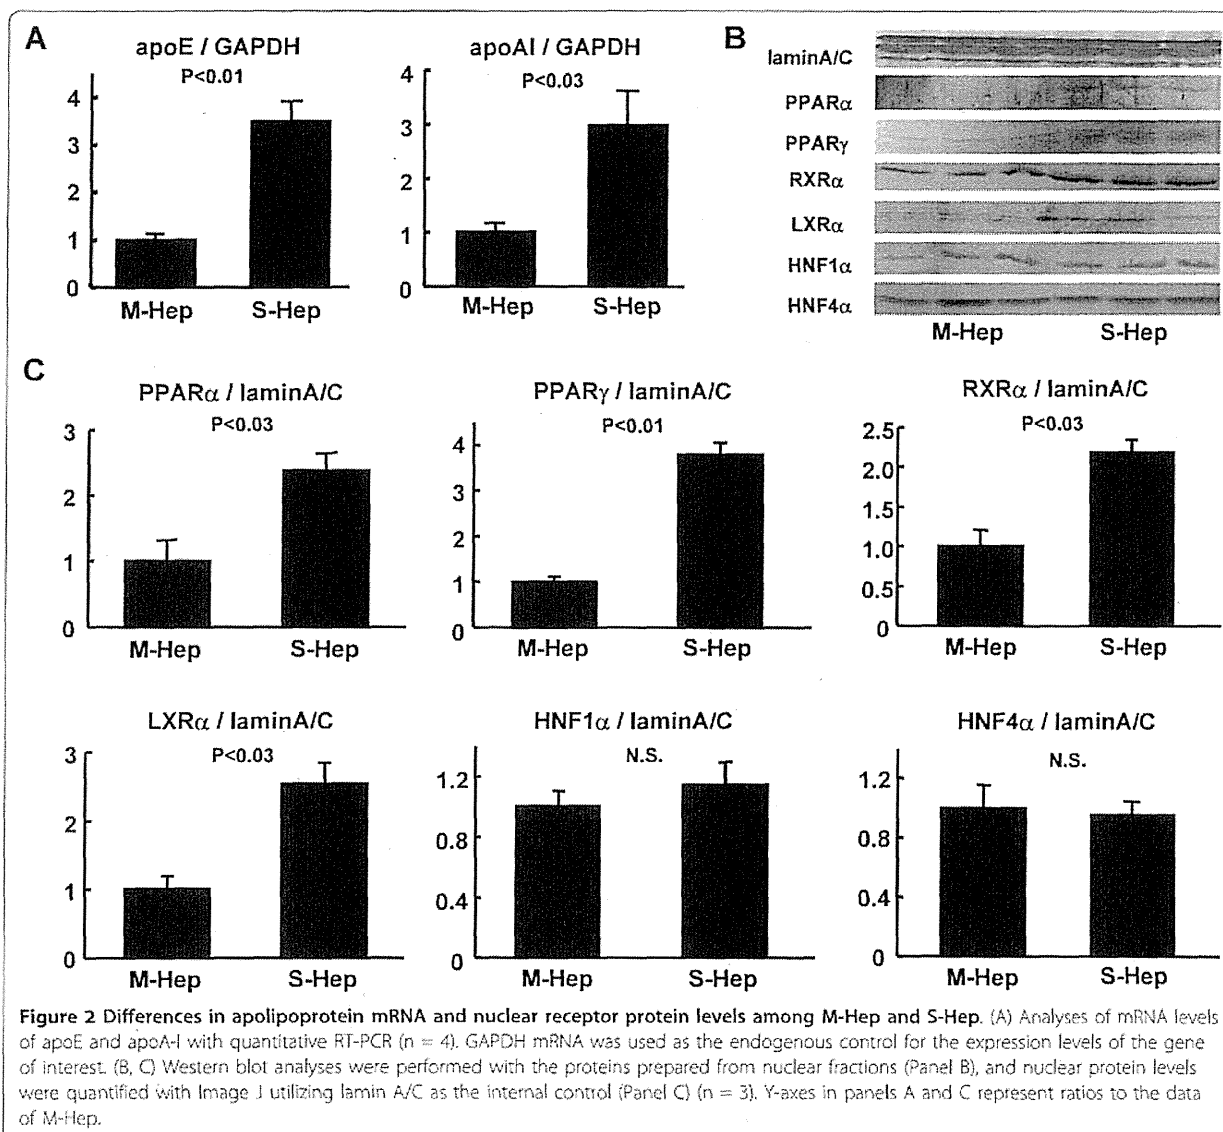 A
apoE / GAPDH
P<0.01
4
3
2
1
0
M-Hep
S-Hep
apoAI / GAPDH
P<0.03
4
3
2
1
0
M-Hep
S-Hep
B
laminA/C
PPARα
PPARγ
RXRα
LXRα
HNF1α
HNF4α
M-Hep
S-Hep
C
PPARα / laminA/C
P<0.03
3
2
1
0
M-Hep
S-Hep
PPARγ / laminA/C
P<0.01
4
3
2
1
0
M-Hep
S-Hep
RXRα / laminA/C
P<0.03
2.5
2.0
1.5
1.0
0.5
0
M-Hep
S-Hep
LXRα / laminA/C
P<0.03
3
2
1
0
M-Hep
S-Hep
HNF1α / laminA/C
N.S.
1.2
0.8
0.4
0
M-Hep
S-Hep
HNF4α / laminA/C
N.S.
1.2
0.8
0.4
0
M-Hep
S-Hep
Figure 2 Differences in apolipoprotein mRNA and nuclear receptor protein levels among M-Hep and S-Hep. (A) Analyses of mRNA levels
of apoE and apoA-I with quantitative RT-PCR (n = 4). GAPDH mRNA was used as the endogenous control for the expression levels of the gene
of interest. (B, C) Western blot analyses were performed with the proteins prepared from nuclear fractions (Panel B), and nuclear protein levels
were quantified with Image J utilizing lamin A/C as the internal control (Panel C) (n = 3). Y-axes in panels A and C represent ratios to the data
of M-Hep.